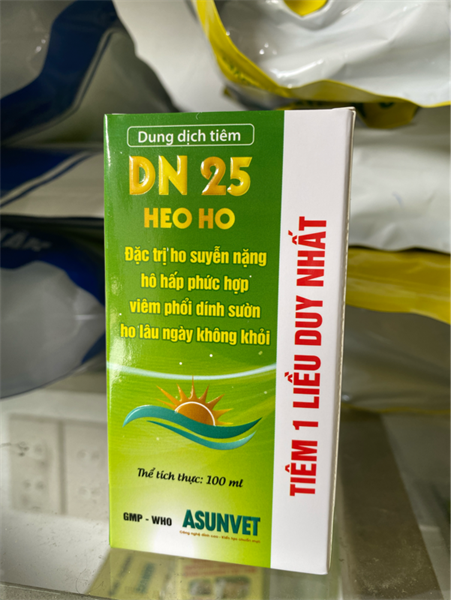 Dung dịch tiêm
DN 25
HEO HO
Đặc trị ho suyễn nặng
hô hấp phức hợp
viêm phổi dính sườn
ho lâu ngày không khỏi
Thể tích thực: 100 ml
GMP - WHO
ASUNVET
TIÊM 1 LIỀU DUY NHẤT